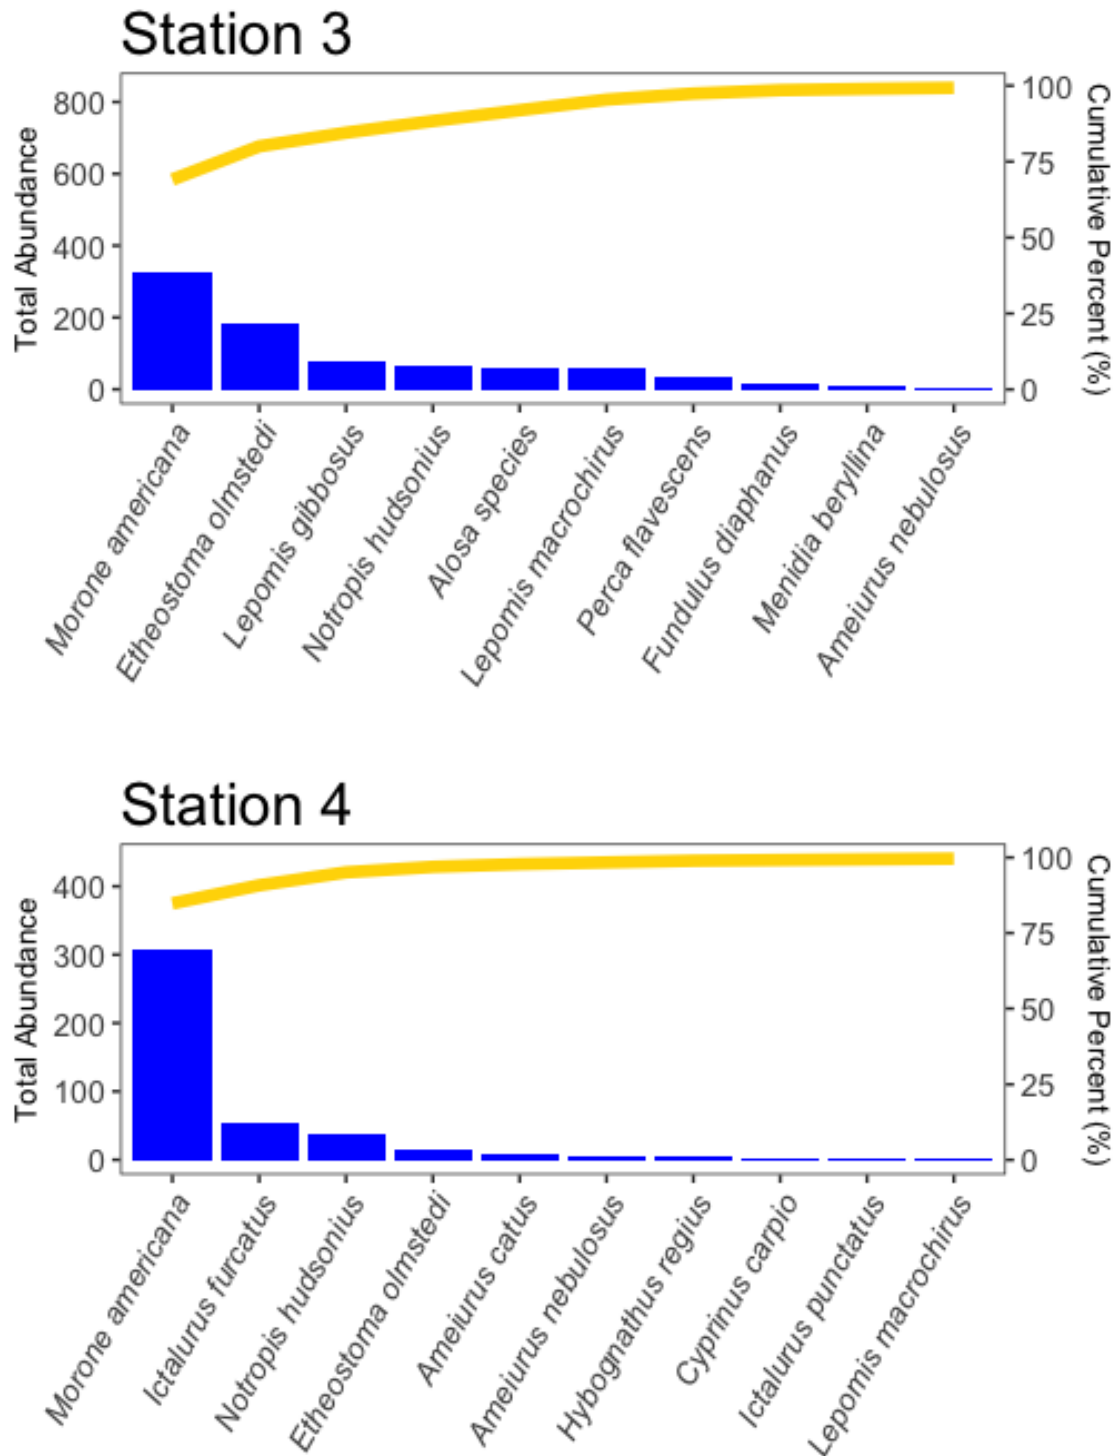 Station 3
Total Abundance
800
600
400
200
0
Cumulative Percent (%)
100
75
50
25
0
Morone americana
Etheostoma olmstedi
Lepomis gibbosus
Notropis hudsonius
Alosa species
Lepomis macrochirus
Perca flavescens
Fundulus diaphanus
Menidia beryllina
Ameiurus nebulosus
Station 4
Total Abundance
400
300
200
100
0
Cumulative Percent (%)
100
75
50
25
0
Morone americana
Ictalurus furcatus
Notropis hudsonius
Etheostoma olmstedi
Ameiurus catus
Ameiurus nebulosus
Hybognathus regius
Cyprinus carpio
Ictalurus punctatus
Lepomis macrochirus